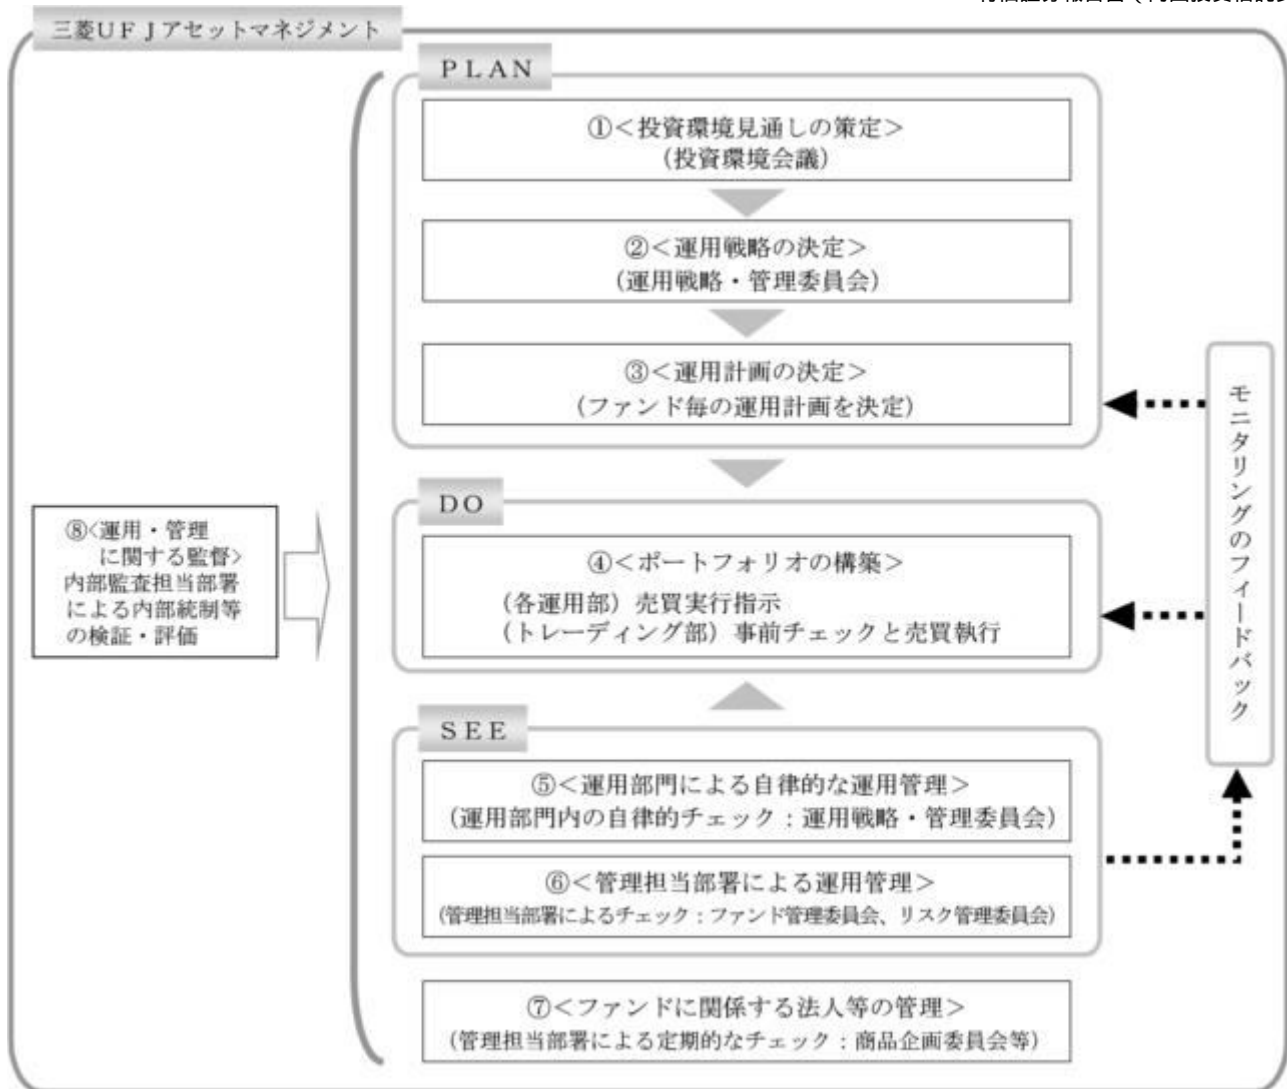 三菱ＵＦＪアセットマネジメント
ＰＬＡＮ
①＜投資環境見通しの策定＞
（投資環境会議）
②＜運用戦略の決定＞
（運用戦略・管理委員会）
③＜運用計画の決定＞
（ファンド毎の運用計画を決定）
ＤＯ
④＜ポートフォリオの構築＞
（各運用部）売買実行指示
（トレーディング部）事前チェックと売買執行
ＳＥＥ
⑤＜運用部門による自律的な運用管理＞
（運用部門内の自律的チェック：運用戦略・管理委員会）
⑥＜管理担当部署による運用管理＞
（管理担当部署によるチェック：ファンド管理委員会、リスク管理委員会）
⑦＜ファンドに関係する法人等の管理＞
（管理担当部署による定期的なチェック：商品企画委員会等）
⑧＜運用・管理
に関する監督＞
内部監査担当部署
による内部統制等
の検証・評価
モニタリングのフィードバック